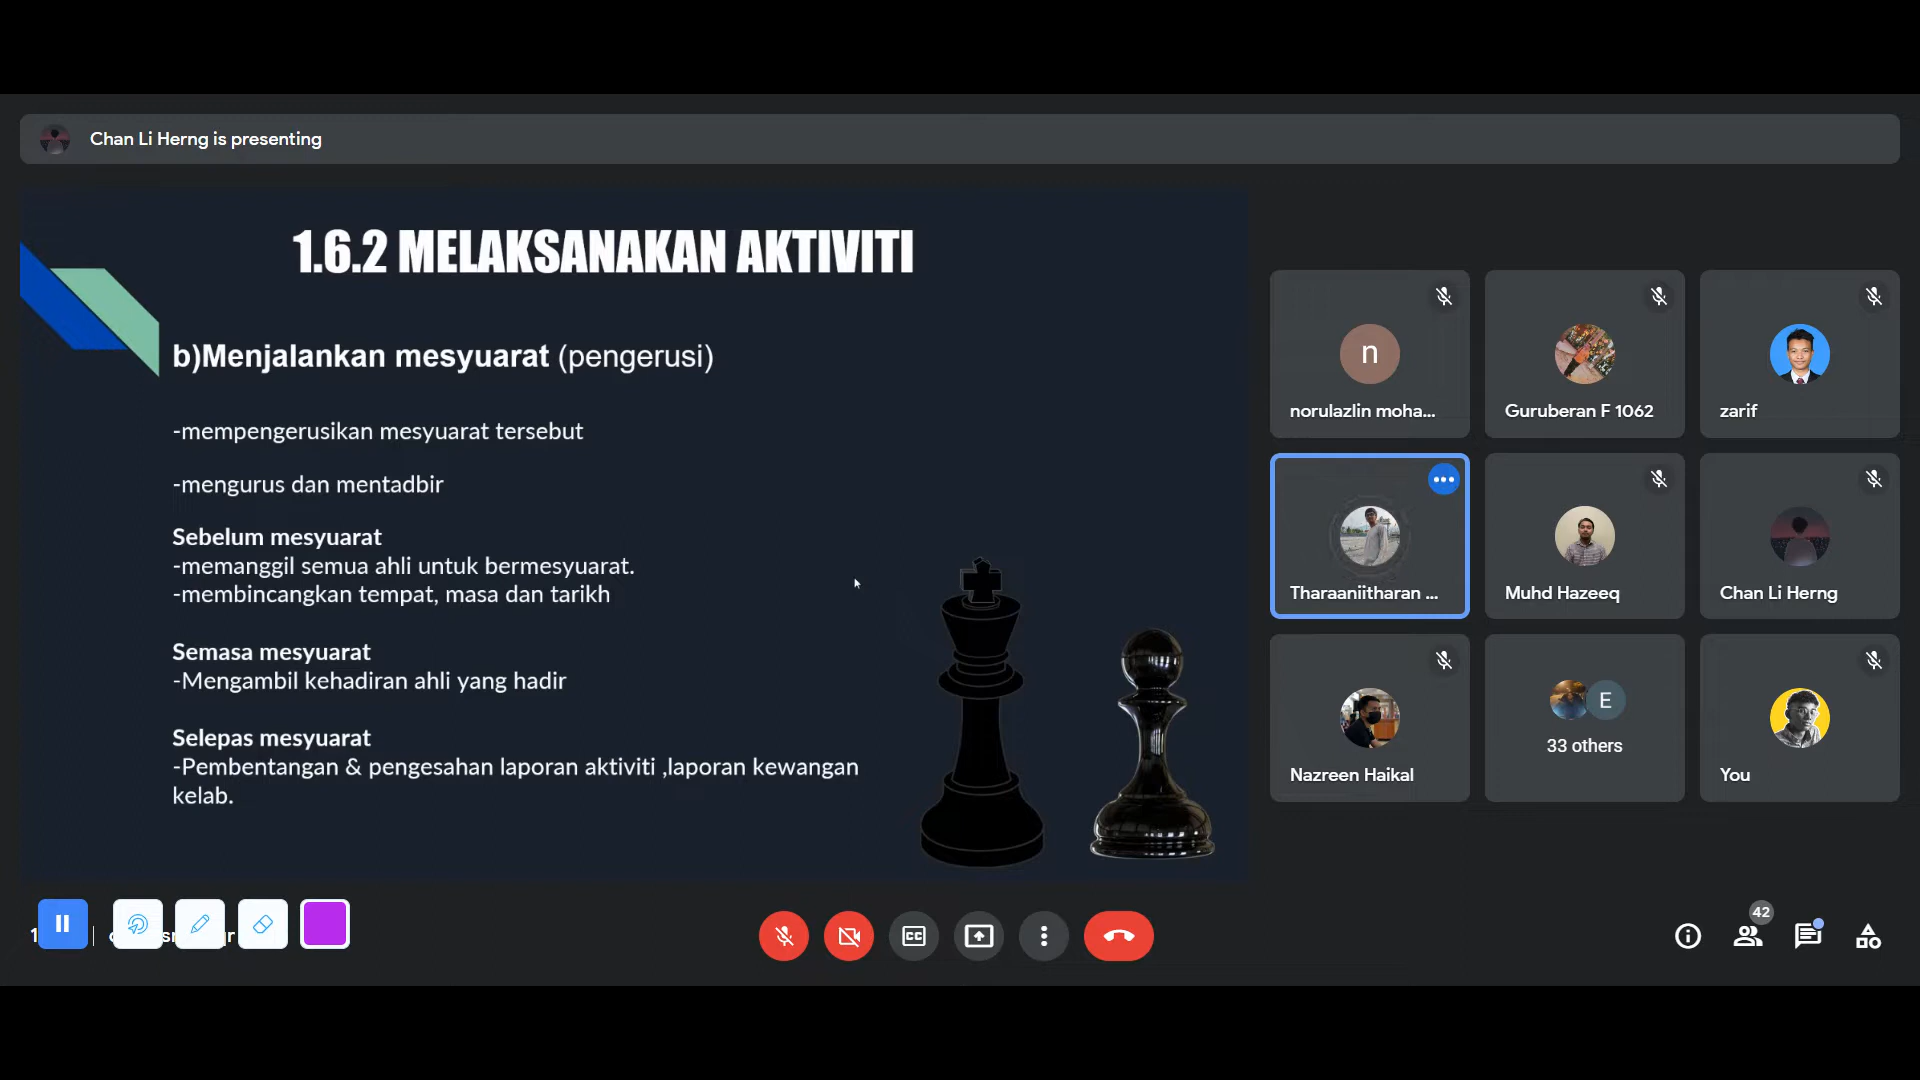 Chan Li Herng is presenting
1.6.2 MELAKSANAKAN AKTIVITI
b)Menjalankan mesyuarat (pengerusi)
-mempengerusikan mesyuarat tersebut
-mengurus dan mentadbir
Sebelum mesyuarat
-memanggil semua ahli untuk bermesyuarat.
-membincangkan tempat, masa dan tarikh
Semasa mesyuarat
-Mengambil kehadiran ahli yang hadir
Selepas mesyuarat
-Pembentangan & pengesahan laporan aktiviti ,laporan kewangan
kelab.
n
norulazlin moha...
Guruberan F 1062
zarif
Tharaaniitharan ...
Muhd Hazeeq
Chan Li Herng
Nazreen Haikal
E
33 others
You
CC
42